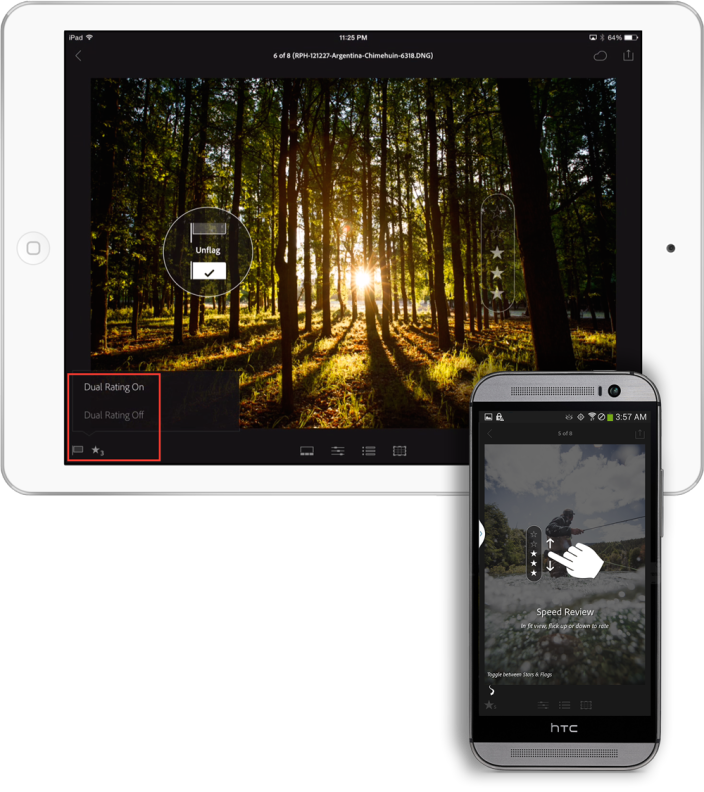 iPad 11:25 PM 64%
6 of 8 (RPH-121227-Argentina-Chimehuin-6318.DNG)
Unflag
Dual Rating On
Dual Rating Off
3
3:57 AM
5 of 8
Speed Review
In fit view, flick up or down to rate
Toggle between Stars & Flags
hTC